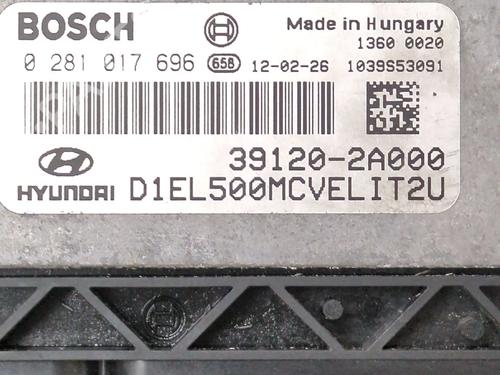 BOSCH
Made in Hungary
1360 0020
0 281 017 696 658 12-02-26 1039S53091
39120-2A000
HYUNDAI D1EL500MCVELIT2U